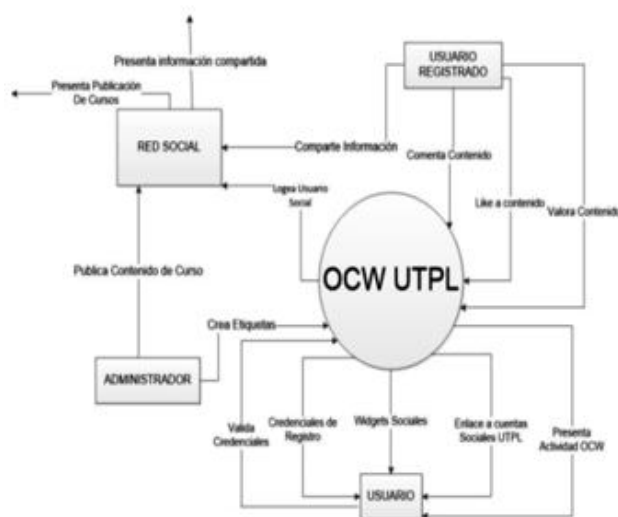 Presenta información compartida
USUARIO
REGISTRADO
Presenta Publicación
De Cursos
RED SOCIAL
Comparte Información
Comenta Contenido
Logea Usuario
Social
Like a contenido
Valora Contenido
Publica Contenido de Curso
OCW UTPL
Crea Etiquetas
ADMINISTRADOR
Valida
Credenciales
Credenciales de
Registro
Widgets Sociales
Enlace a cuentas
Sociales UTPL
Presenta
Actividad OCW
USUARIO